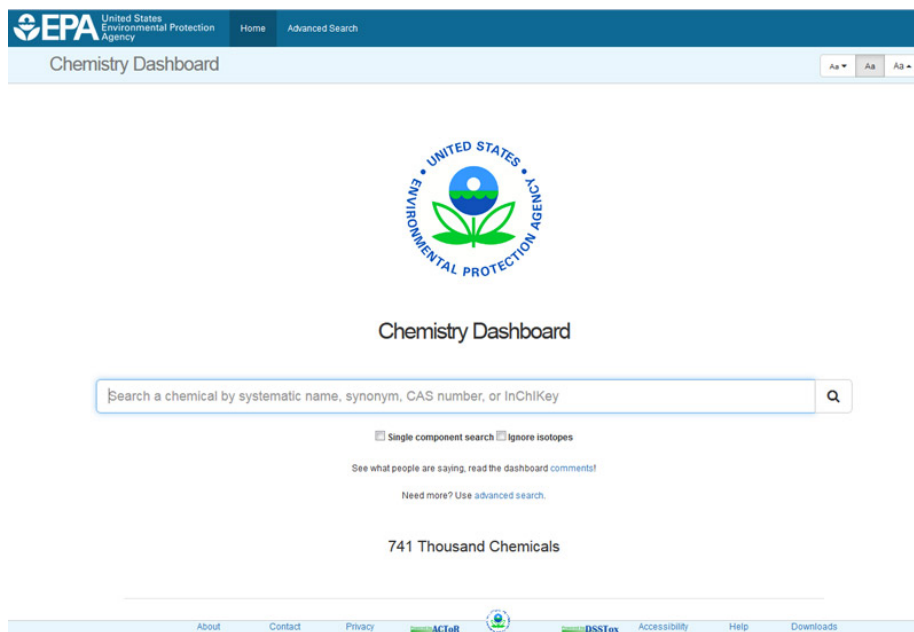 EPA United States
Environmental Protection
Agency
Home Advanced Search
Chemistry Dashboard
Aa Aa Aa
UNITED STATES
ENVIRONMENTAL PROTECTION AGENCY
Chemistry Dashboard
Search a chemical by systematic name, synonym, CAS number, or InChIKey
Single component search Ignore isotopes
See what people are saying, read the dashboard comments!
Need more? Use advanced search.
741 Thousand Chemicals
About Contact Privacy ACToR DSSTox Accessibility Help Downloads